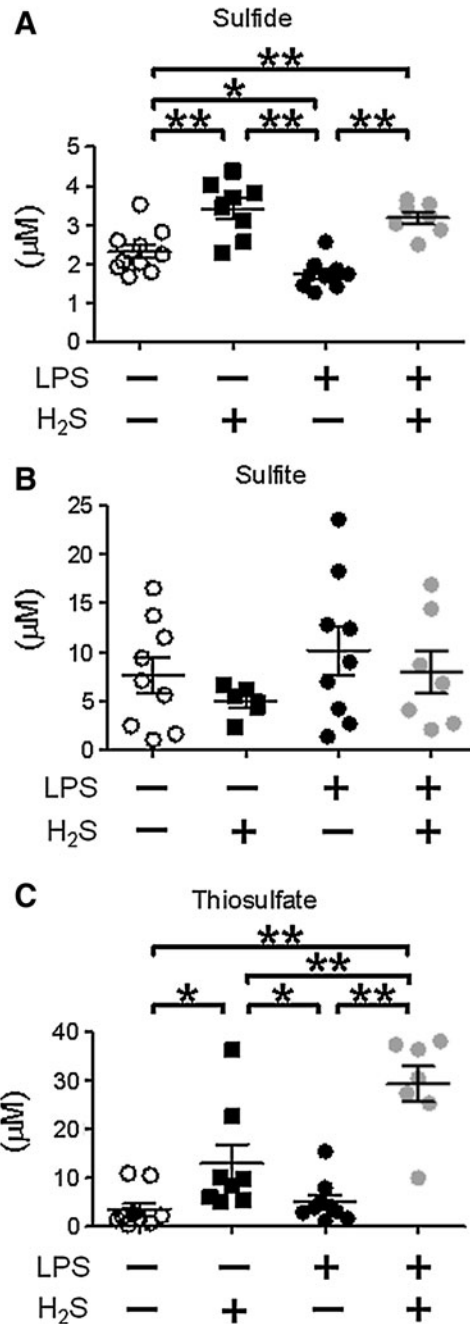 A Sulfide
**
*
** ** **
5
4
3
2
1
0
(µM)
LPS — — + +
H₂S — + — +
B Sulfite
25
20
15
10
5
0
(µM)
LPS — — + +
H₂S — + — +
C Thiosulfate
**
**
* * **
40
30
20
10
0
(µM)
LPS — — + +
H₂S — + — +